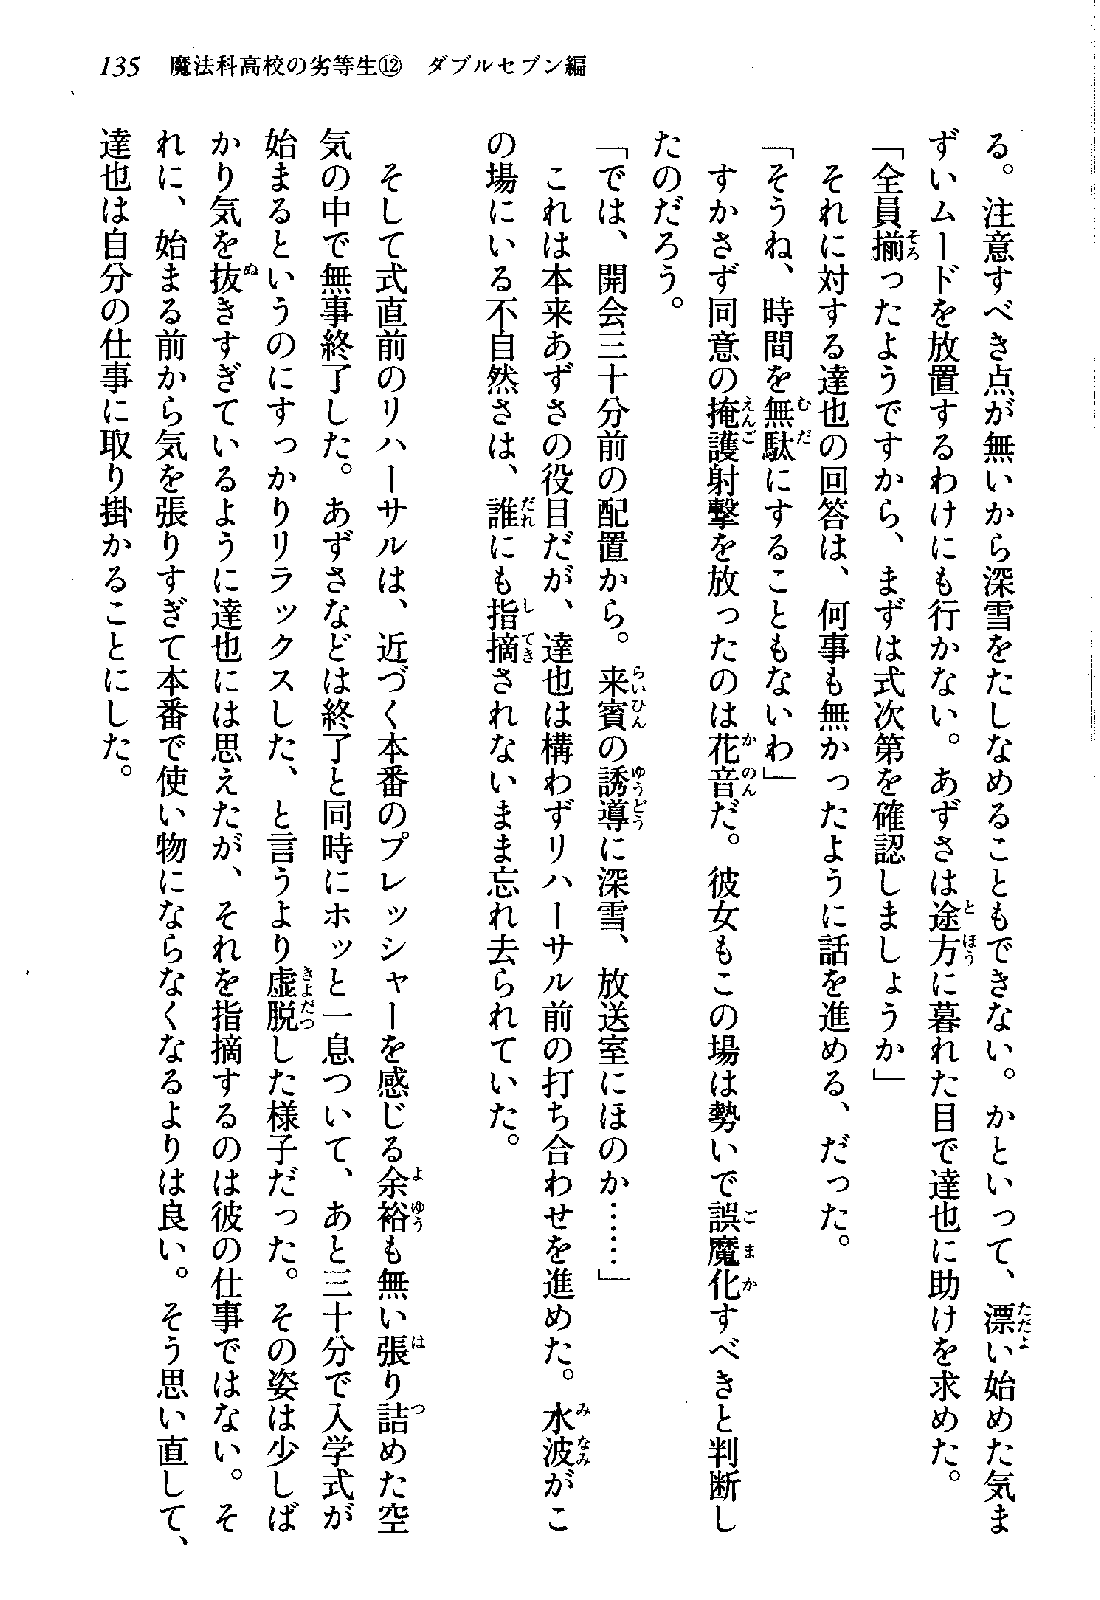 135　魔法科高校の劣等生⑫　ダブルセブン編
る。注意すべき点が無いから深雪をたしなめることもできない。かといって、漂い始めた気ま
ずいムードを放置するわけにも行かない。あずさは途方に暮れた目で達也に助けを求めた。
「全員揃ったようですから、まずは式次第を確認しましょうか」
　それに対する達也の回答は、何事も無かったように話を進める、だった。
「そうね、時間を無駄にすることもないわ」
　すかさず同意の掩護射撃を放ったのは花音だ。彼女もこの場は勢いで誤魔化すべきと判断し
たのだろう。
「では、開会三十分前の配置から。来賓の誘導に深雪、放送室にほのか……」
　これは本来あずさの役目だが、達也は構わずリハーサル前の打ち合わせを進めた。水波がこ
の場にいる不自然さは、誰にも指摘されないまま忘れ去られていた。
　そして式直前のリハーサルは、近づく本番のプレッシャーを感じる余裕も無い張り詰めた空
気の中で無事終了した。あずさなどは終了と同時にホッと一息ついて、あと三十分で入学式が
始まるというのにすっかりリラックスした、と言うより虚脱した様子だった。その姿は少しば
かり気を抜きすぎているように達也には思えたが、それを指摘するのは彼の仕事ではない。そ
れに、始まる前から気を張りすぎて本番で使い物にならなくなるよりは良い。そう思い直して、
達也は自分の仕事に取り掛かることにした。